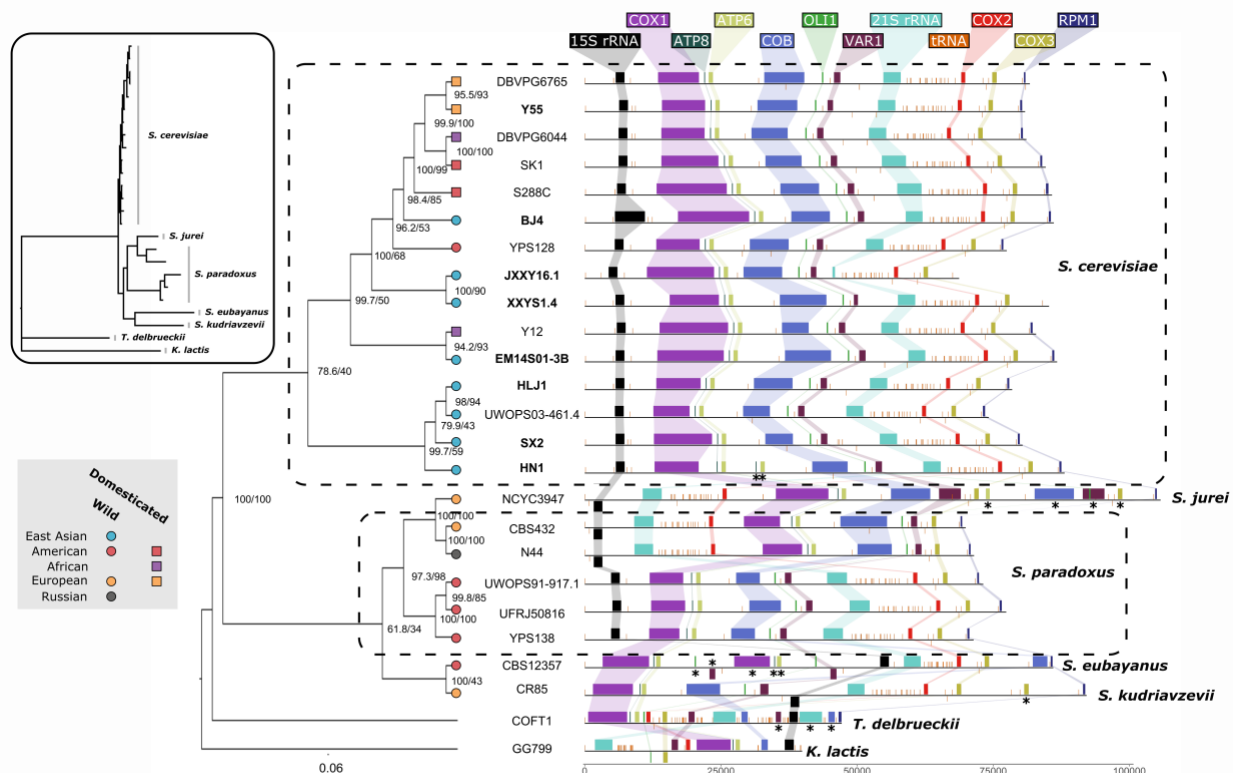 COX1 ATP6 OLI1 21S rRNA COX2 RPM1
15S rRNA ATP8 COB VAR1 tRNA COX3
S. cerevisiae
S. jurei
S. paradoxus
S. eubayanus
S. kudriavzevii
T. delbrueckii
K. lactis
DBVPG6765
95.5/93
Y55
99.9/100
DBVPG6044
100/100
SK1
100/99
S288C
98.4/85
BJ4
96.2/53
YPS128
100/68
S. cerevisiae
JXXY16.1
100/90
99.7/50
XXYS1.4
Y12
94.2/93
EM14S01-3B
78.6/40
HLJ1
98/94
UWOPS03-461.4
79.9/43
SX2
99.7/59
HN1
**
100/100
NCYC3947
S. jurei
* * * *
100/100
CBS432
100/100
N44
97.3/98
UWOPS91-917.1
S. paradoxus
99.8/85
UFRJ50816
100/100
61.8/34
YPS138
CBS12357
S. eubayanus
*
* * **
100/43
CR85
S. kudriavzevii
*
COFT1
T. delbrueckii
* * *
GG799
K. lactis
Domesticated
Wild
East Asian
American
African
European
Russian
0.06
0 25000 50000 75000 100000